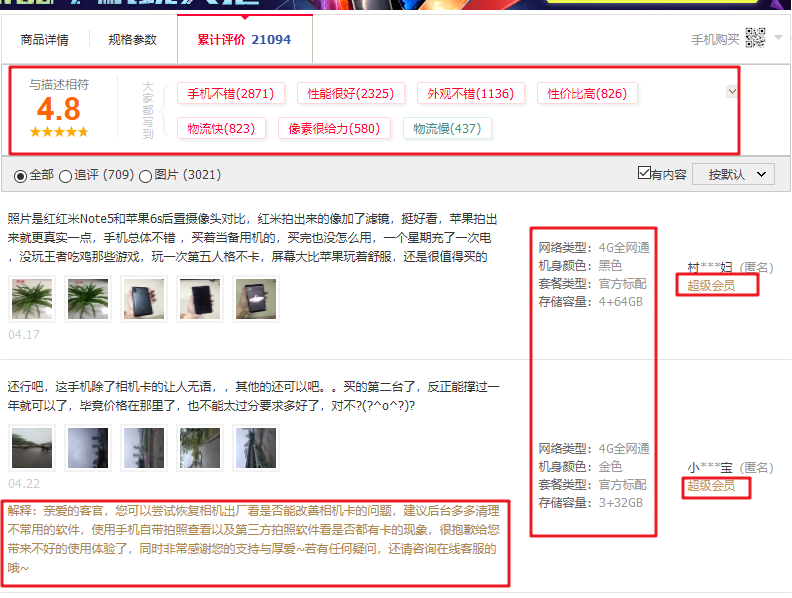 商品详情 规格参数 累计评价 21094 手机购买
与描述相符
4.8
大家都写到
手机不错(2871) 性能很好(2325) 外观不错(1136) 性价比高(826)
物流快(823) 像素很给力(580) 物流慢(437)
全部 追评 (709) 图片 (3021) 有内容 按默认
照片是红红米Note5和苹果6s后置摄像头对比，红米拍出来的像加了滤镜，挺好看，苹果拍出
来就更真实一点，手机总体不错 ，买着当备用机的，买完也没怎么用，一个星期充了一次电
，没玩王者吃鸡那些游戏，玩一次第五人格不卡，屏幕大比苹果玩着舒服，还是很值得买的
04.17
网络类型：4G全网通
机身颜色：黑色
套餐类型：官方标配
存储容量：4+64GB
村***妇 (匿名)
超级会员
还行吧，这手机除了相机卡的让人无语，，其他的还可以吧。。买的第二台了，反正能撑过一
年就可以了，毕竟价格在那里了，也不能太过分要求多好了，对不?(?^o^?)?
04.22
网络类型：4G全网通
机身颜色：金色
套餐类型：官方标配
存储容量：3+32GB
小***宝 (匿名)
超级会员
解释：亲爱的客官，您可以尝试恢复相机出厂看是否能改善相机卡的问题，建议后台多多清理
不常用的软件，使用手机自带拍照查看以及第三方拍照软件看是否都有卡的现象，很抱歉给您
带来不好的使用体验了，同时非常感谢您的支持与厚爱~若有任何疑问，还请咨询在线客服的
哦~